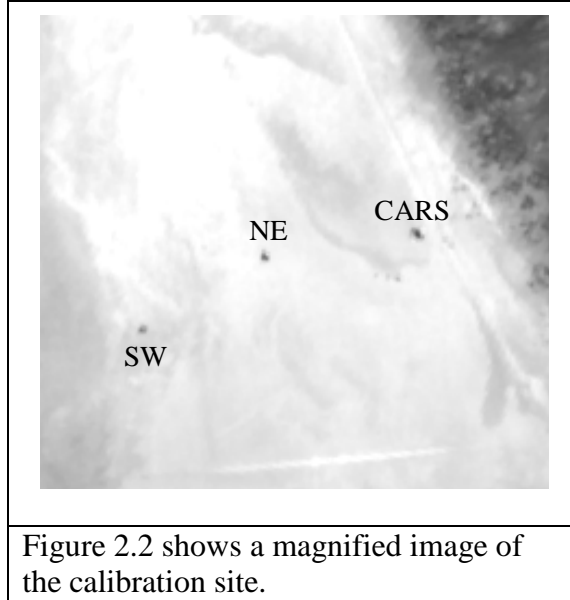 CARS
NE
SW
Figure 2.2 shows a magnified image of
the calibration site.